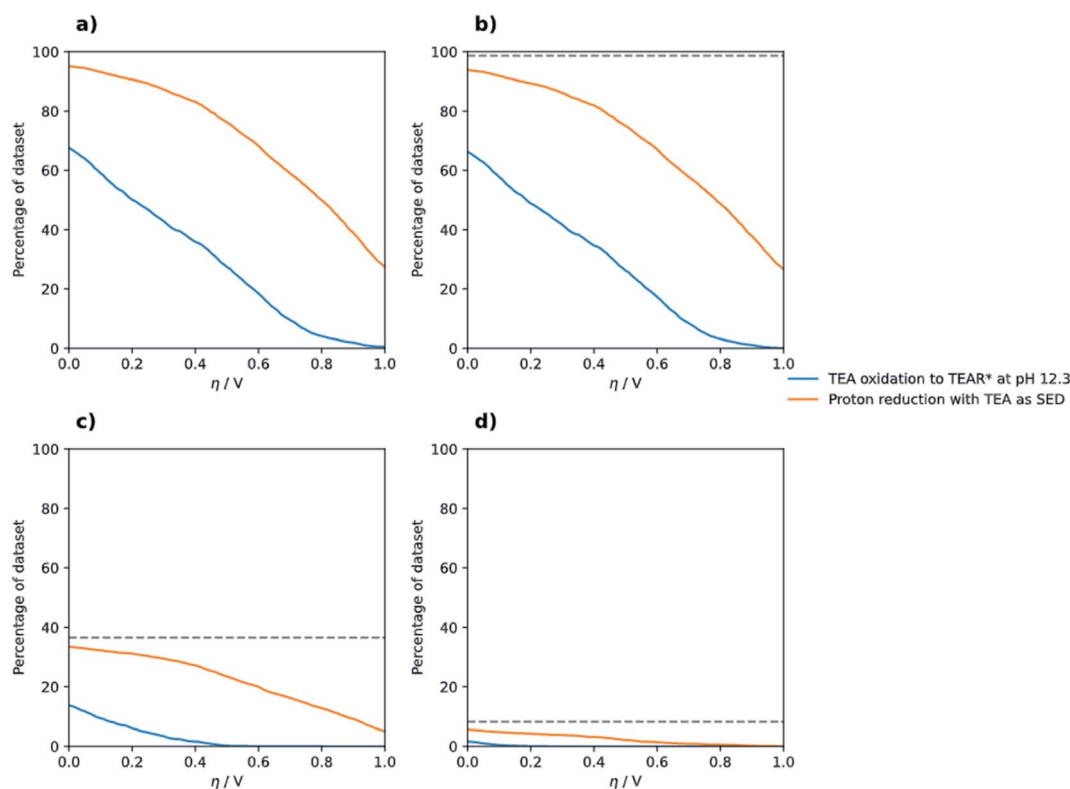 a)
100
80
60
40
20
0
Percentage of dataset
0.0 0.2 0.4 0.6 0.8 1.0
η / V
b)
100
80
60
40
20
0
Percentage of dataset
0.0 0.2 0.4 0.6 0.8 1.0
η / V
TEA oxidation to TEAR* at pH 12.3
Proton reduction with TEA as SED
c)
100
80
60
40
20
0
Percentage of dataset
0.0 0.2 0.4 0.6 0.8 1.0
η / V
d)
100
80
60
40
20
0
Percentage of dataset
0.0 0.2 0.4 0.6 0.8 1.0
η / V